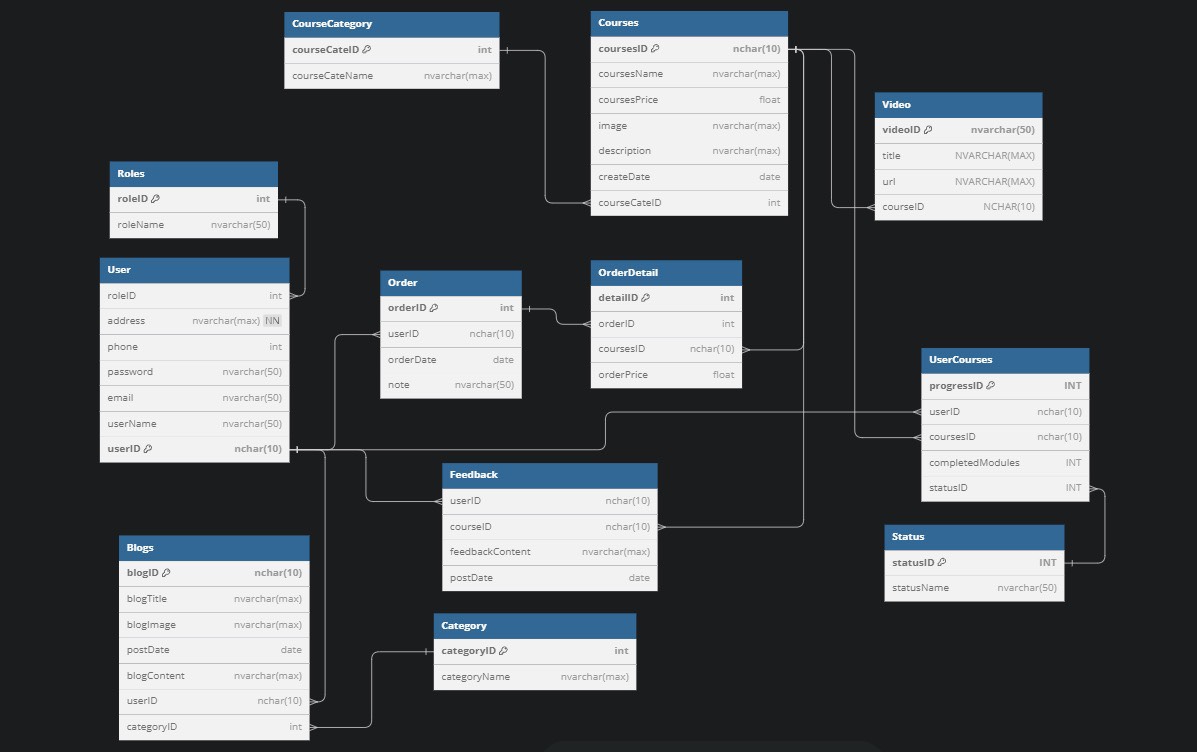 CourseCategory
courseCateID int
courseCateName nvarchar(max)
Courses
coursesID nchar(10)
coursesName nvarchar(max)
coursesPrice float
image nvarchar(max)
description nvarchar(max)
createDate date
courseCateID int
Video
videoID nvarchar(50)
title NVARCHAR(MAX)
url NVARCHAR(MAX)
courseID NCHAR(10)
Roles
roleID int
roleName nvarchar(50)
User
roleID int
address nvarchar(max) NN
phone int
password nvarchar(50)
email nvarchar(50)
userName nvarchar(50)
userID nchar(10)
Order
orderID int
userID nchar(10)
orderDate date
note nvarchar(50)
OrderDetail
detailID int
orderID int
coursesID nchar(10)
orderPrice float
UserCourses
progressID INT
userID nchar(10)
coursesID nchar(10)
completedModules INT
statusID INT
Feedback
userID nchar(10)
courseID nchar(10)
feedbackContent nvarchar(max)
postDate date
Status
statusID INT
statusName nvarchar(50)
Blogs
blogID nchar(10)
blogTitle nvarchar(max)
blogImage nvarchar(max)
postDate date
blogContent nvarchar(max)
userID nchar(10)
categoryID int
Category
categoryID int
categoryName nvarchar(max)